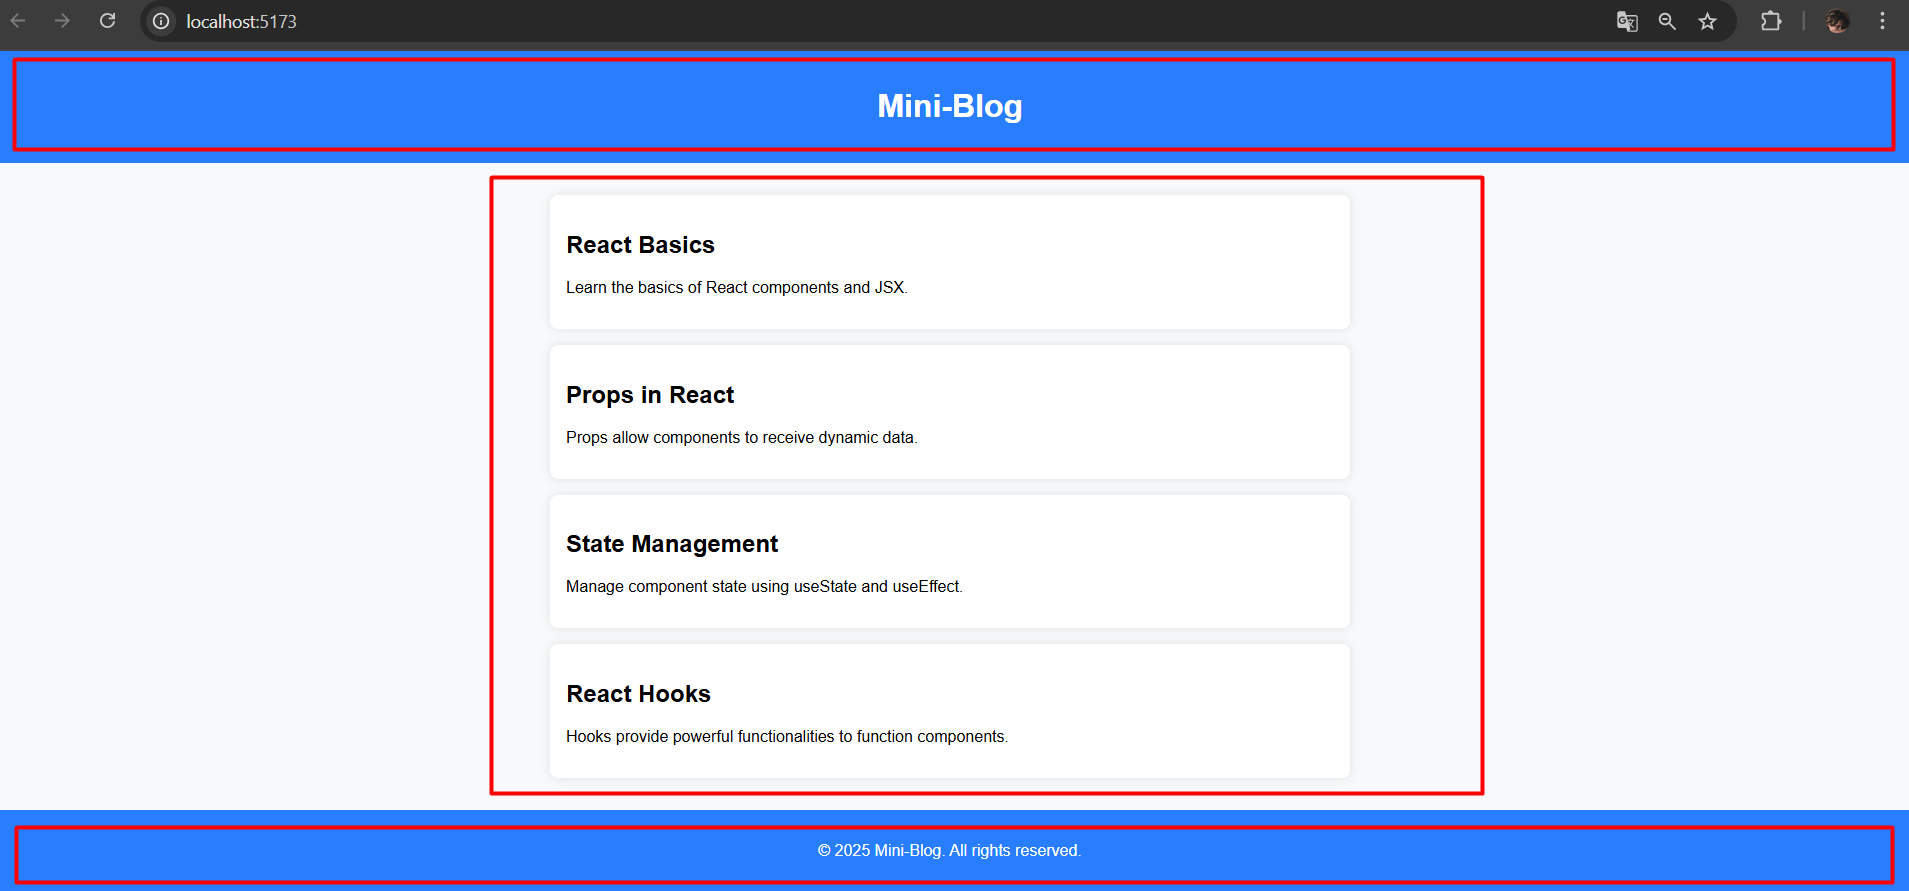 localhost:5173
Mini-Blog
React Basics
Learn the basics of React components and JSX.
Props in React
Props allow components to receive dynamic data.
State Management
Manage component state using useState and useEffect.
React Hooks
Hooks provide powerful functionalities to function components.
© 2025 Mini-Blog. All rights reserved.